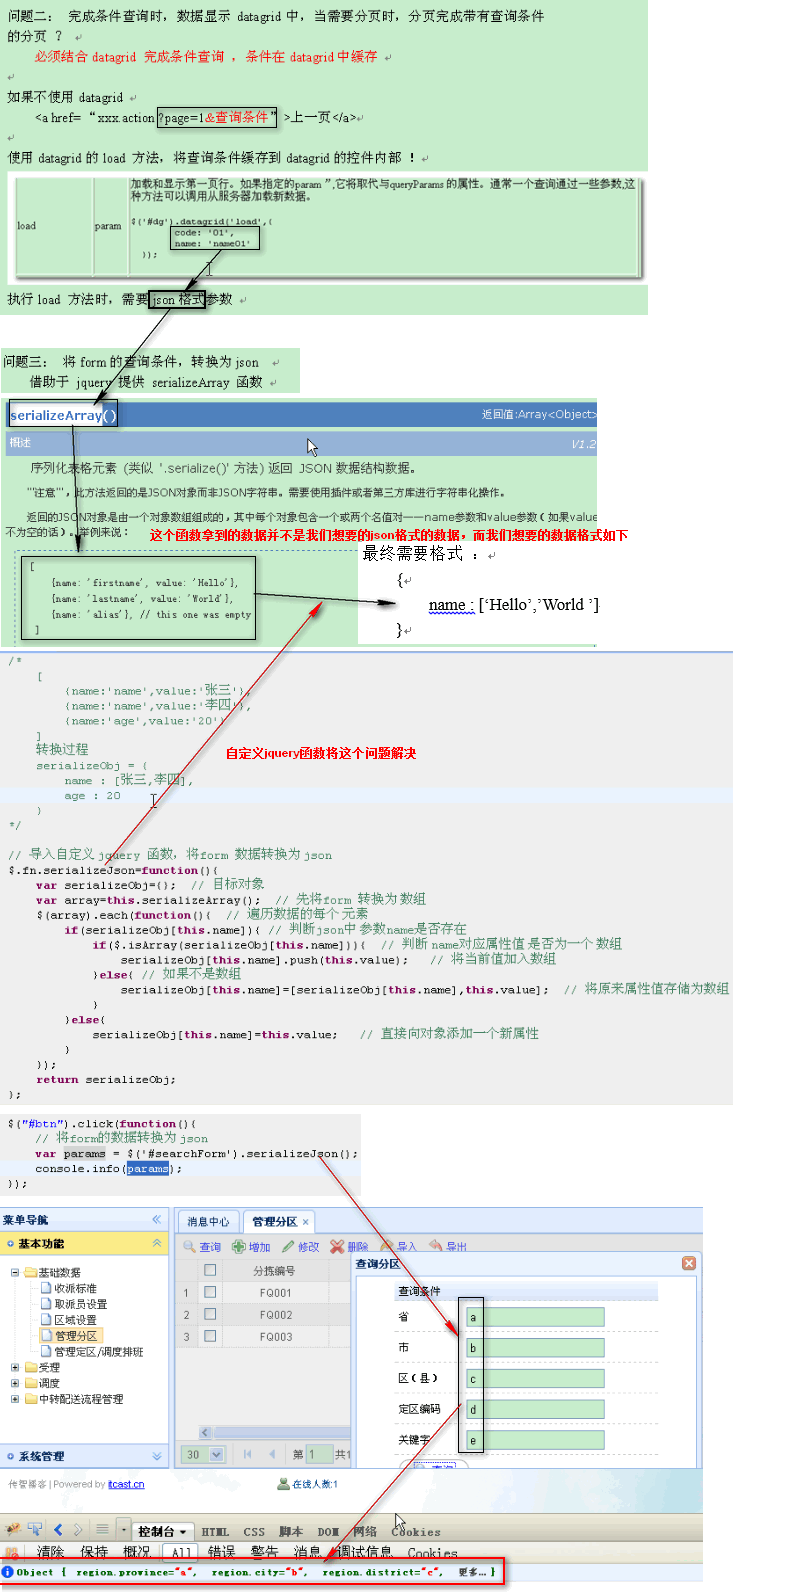 问题二： 完成条件查询时，数据显示 datagrid 中，当需要分页时，分页完成带有查询条件
的分页 ？
必须结合 datagrid 完成条件查询 ，条件在 datagrid 中缓存
如果不使用 datagrid
<a href= “xxx.action ?page=1&查询条件” >上一页</a>
使用 datagrid 的 load 方法，将查询条件缓存到 datagrid 的控件内部 ！
load param 加载和显示第一页行。如果指定的param ",它将取代与queryParams 的属性。通常一个查询通过一些参数,这
种方法可以调用从服务器加载新数据。
$('#dg').datagrid('load',{
code: '01',
name: 'name01'
});
执行 load 方法时，需要 json 格式参数
问题三： 将 form 的查询条件，转换为 json
借助于 jquery 提供 serializeArray 函数
serializeArray() 返回值:Array<Object>
概述 V1.2
序列化表格元素 (类似 '.serialize()' 方法) 返回 JSON 数据结构数据。
'''注意''', 此方法返回的是JSON对象而非JSON字符串。需要使用插件或者第三方库进行字符串化操作。
返回的JSON对象是由一个对象数组组成的，其中每个对象包含一个或两个名值对——name参数和value参数（如果value
不为空的话）。举例来说：
这个函数拿到的数据并不是我们想要的json格式的数据，而我们想要的数据格式如下
最终需要格式 ：
[
{name: 'firstname', value: 'Hello'},
{name: 'lastname', value: 'World'},
{name: 'alias'}, // this one was empty
]
{
name : [‘Hello’,’World ’]
}
/*
[
{name:'name',value:'张三'},
{name:'name',value:'李四'},
{name:'age',value:'20'}
]
转换过程
serializeObj = {
name : [张三,李四],
age : 20
}
*/
自定义jquery函数将这个问题解决
// 导入自定义 jquery 函数，将form 数据转换为 json
$.fn.serializeJson=function(){
var serializeObj={}; // 目标对象
var array=this.serializeArray(); // 先将form 转换为 数组
$(array).each(function(){ // 遍历数据的每个 元素
if(serializeObj[this.name]){ // 判断json中 参数name是否存在
if($.isArray(serializeObj[this.name])){ // 判断 name对应属性值 是否为一个 数组
serializeObj[this.name].push(this.value); // 将当前值加入数组
}else{ // 如果不是数组
serializeObj[this.name]=[serializeObj[this.name],this.value]; // 将原来属性值存储为数组
}
}else{
serializeObj[this.name]=this.value; // 直接向对象添加一个新属性
}
});
return serializeObj;
};
$("#btn").click(function(){
// 将form的数据转换为 json
var params = $('#searchForm').serializeJson();
console.info(params);
});
菜单导航
消息中心 管理分区 ×
基本功能
查询 增加 修改 删除 导入 导出
查询分区
基础数据
收派标准
取派员设置
区域设置
管理分区
管理定区/调度排班
受理
调度
中转配送流程管理
系统管理
分拣编号
1 FQ001
2 FQ002
3 FQ003
30 第 1 共1
查询条件
省 a
市 b
区（县） c
定区编码 d
关键字 e
查询
传智播客 | Powered by itcast.cn
在线人数:1
控制台 HTML CSS 脚本 DOM 网络 Cookies
清除 保持 概况 All 错误 警告 消息 调试信息 Cookies
Object { region.province="a", region.city="b", region.district="c", 更多...}